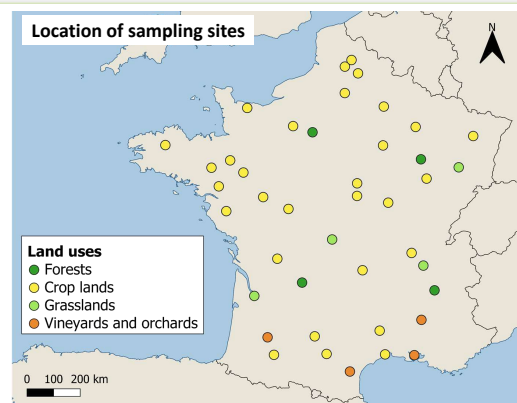 Location of sampling sites
N
Land uses
Forests
Crop lands
Grasslands
Vineyards and orchards
0 100 200 km